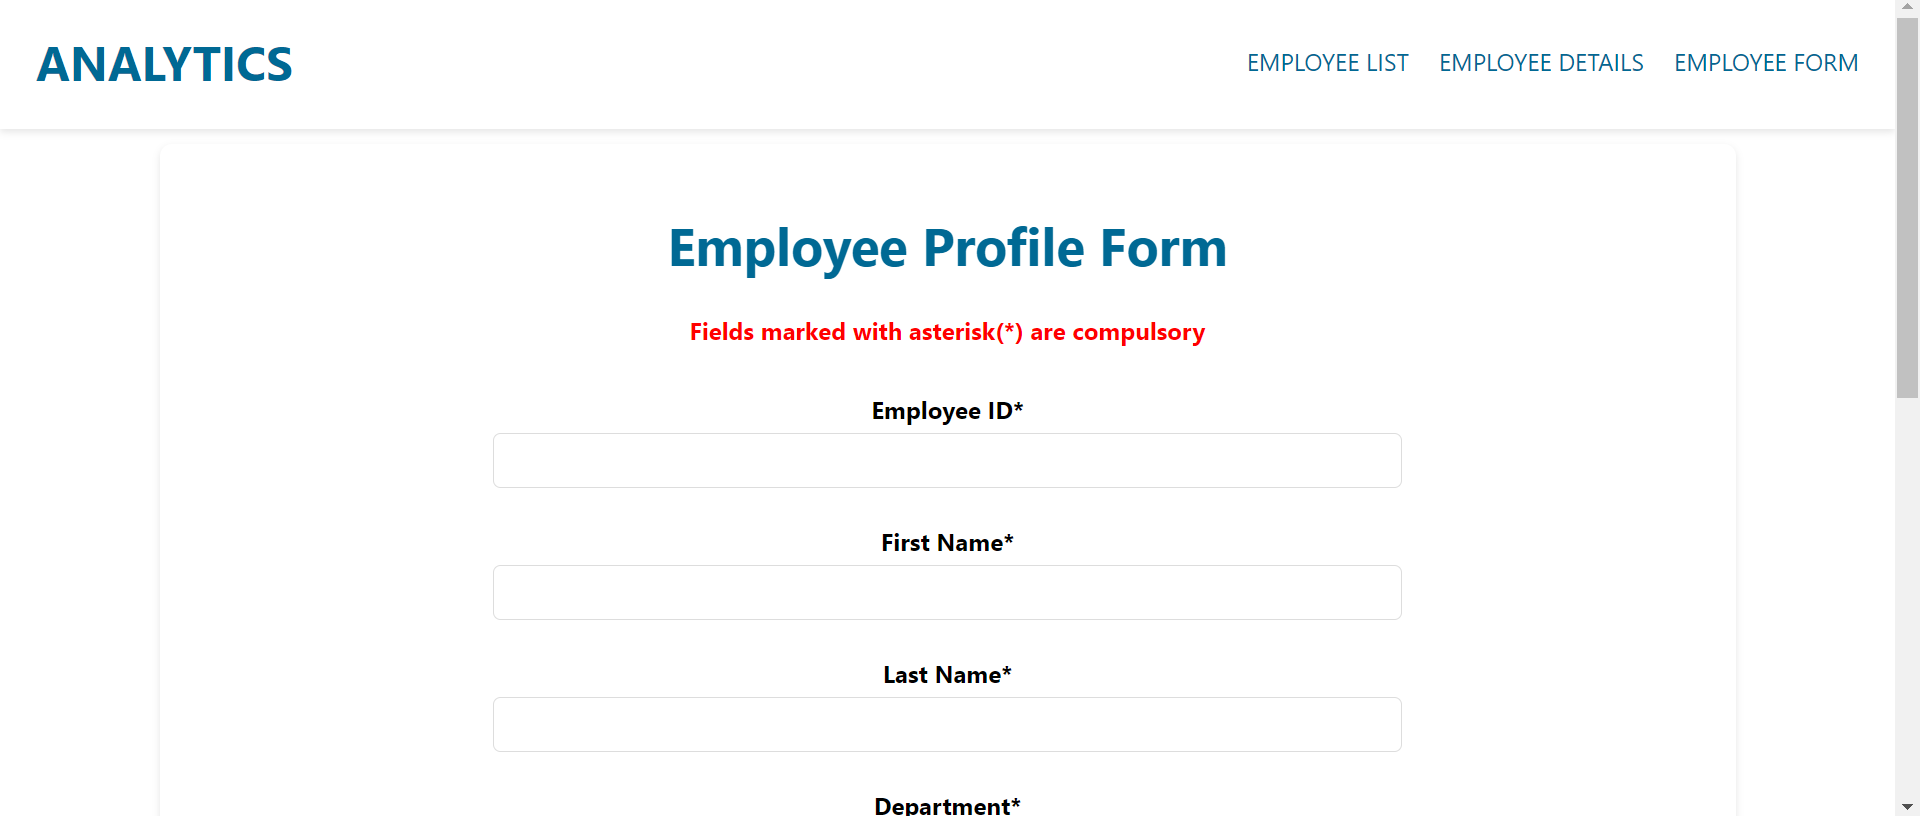 ANALYTICS
EMPLOYEE LIST EMPLOYEE DETAILS EMPLOYEE FORM
Employee Profile Form
Fields marked with asterisk(*) are compulsory
Employee ID*
First Name*
Last Name*
Department*